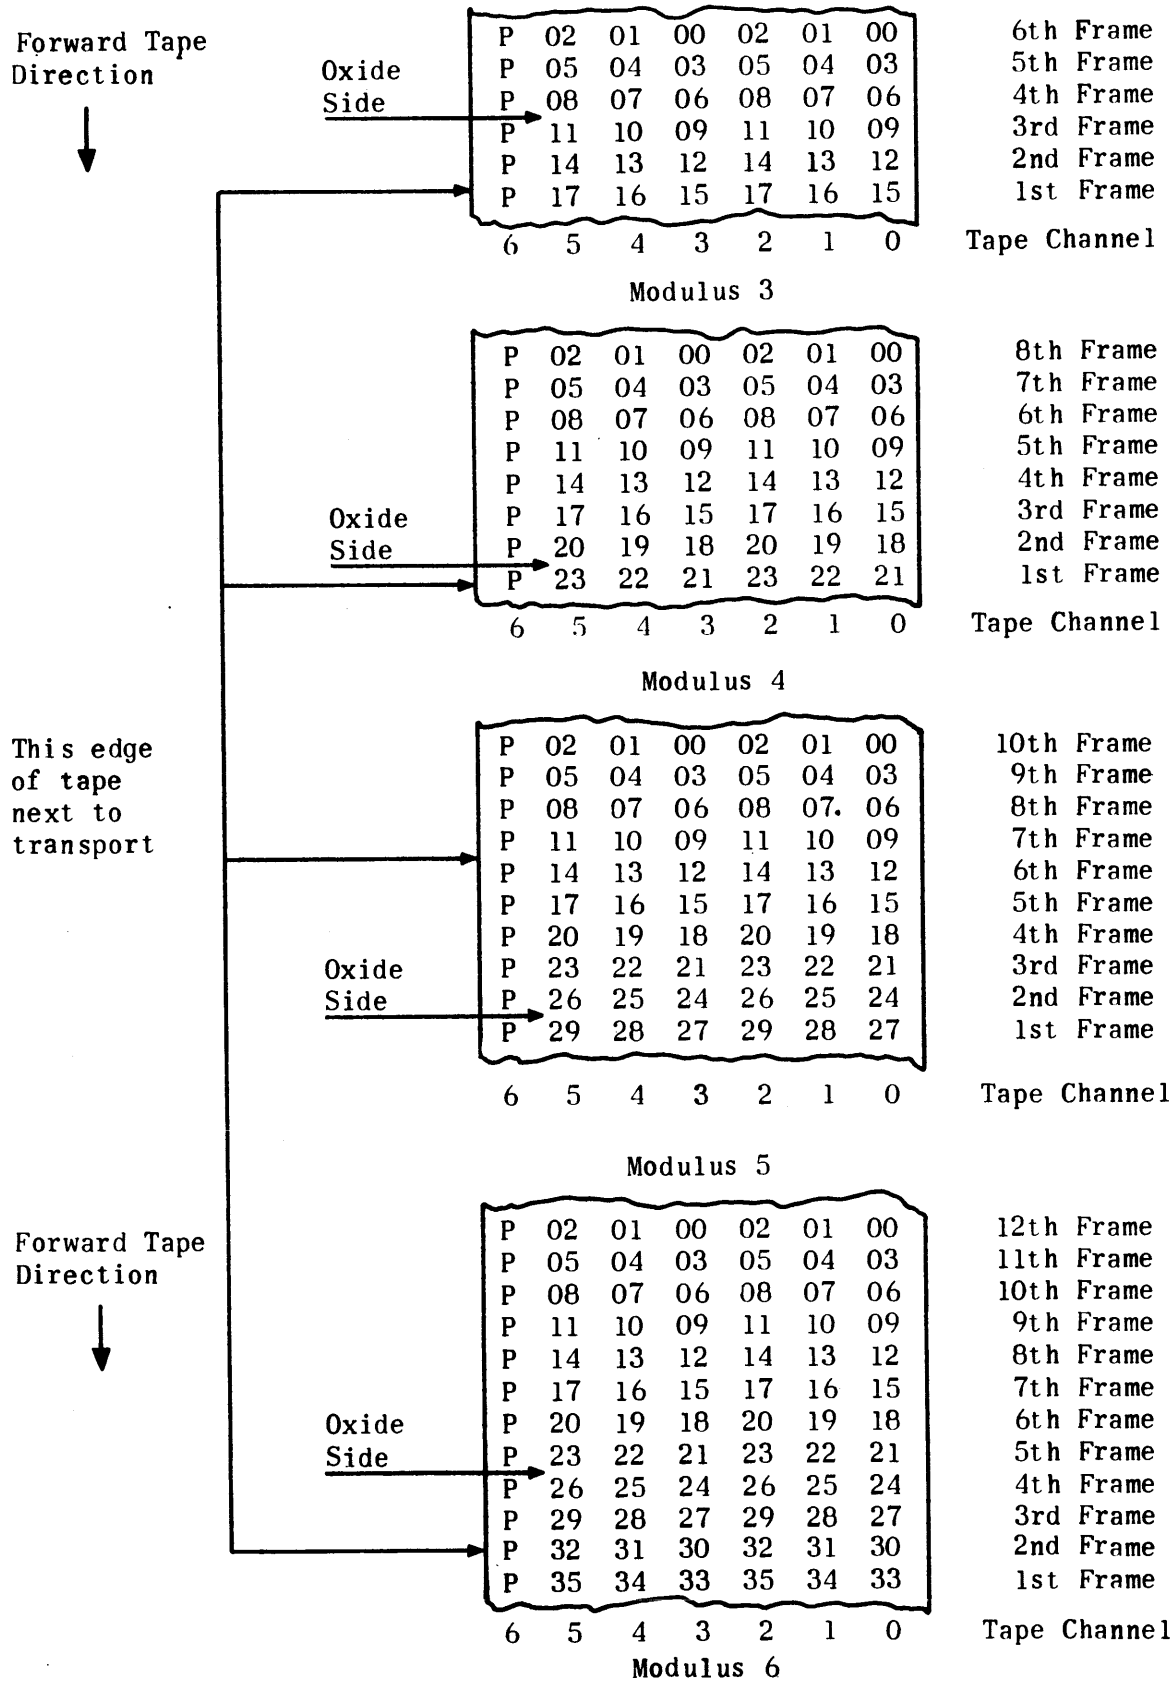 Forward Tape
Direction
Oxide
Side
P 02 01 00 02 01 00 6th Frame
P 05 04 03 05 04 03 5th Frame
P 08 07 06 08 07 06 4th Frame
P 11 10 09 11 10 09 3rd Frame
P 14 13 12 14 13 12 2nd Frame
P 17 16 15 17 16 15 1st Frame
6 5 4 3 2 1 0 Tape Channel
Modulus 3
Oxide
Side
P 02 01 00 02 01 00 8th Frame
P 05 04 03 05 04 03 7th Frame
P 08 07 06 08 07 06 6th Frame
P 11 10 09 11 10 09 5th Frame
P 14 13 12 14 13 12 4th Frame
P 17 16 15 17 16 15 3rd Frame
P 20 19 18 20 19 18 2nd Frame
P 23 22 21 23 22 21 1st Frame
6 5 4 3 2 1 0 Tape Channel
Modulus 4
This edge
of tape
next to
transport
Oxide
Side
P 02 01 00 02 01 00 10th Frame
P 05 04 03 05 04 03 9th Frame
P 08 07 06 08 07. 06 8th Frame
P 11 10 09 11 10 09 7th Frame
P 14 13 12 14 13 12 6th Frame
P 17 16 15 17 16 15 5th Frame
P 20 19 18 20 19 18 4th Frame
P 23 22 21 23 22 21 3rd Frame
P 26 25 24 26 25 24 2nd Frame
P 29 28 27 29 28 27 1st Frame
6 5 4 3 2 1 0 Tape Channel
Modulus 5
Forward Tape
Direction
Oxide
Side
P 02 01 00 02 01 00 12th Frame
P 05 04 03 05 04 03 11th Frame
P 08 07 06 08 07 06 10th Frame
P 11 10 09 11 10 09 9th Frame
P 14 13 12 14 13 12 8th Frame
P 17 16 15 17 16 15 7th Frame
P 20 19 18 20 19 18 6th Frame
P 23 22 21 23 22 21 5th Frame
P 26 25 24 26 25 24 4th Frame
P 29 28 27 29 28 27 3rd Frame
P 32 31 30 32 31 30 2nd Frame
P 35 34 33 35 34 33 1st Frame
6 5 4 3 2 1 0 Tape Channel
Modulus 6